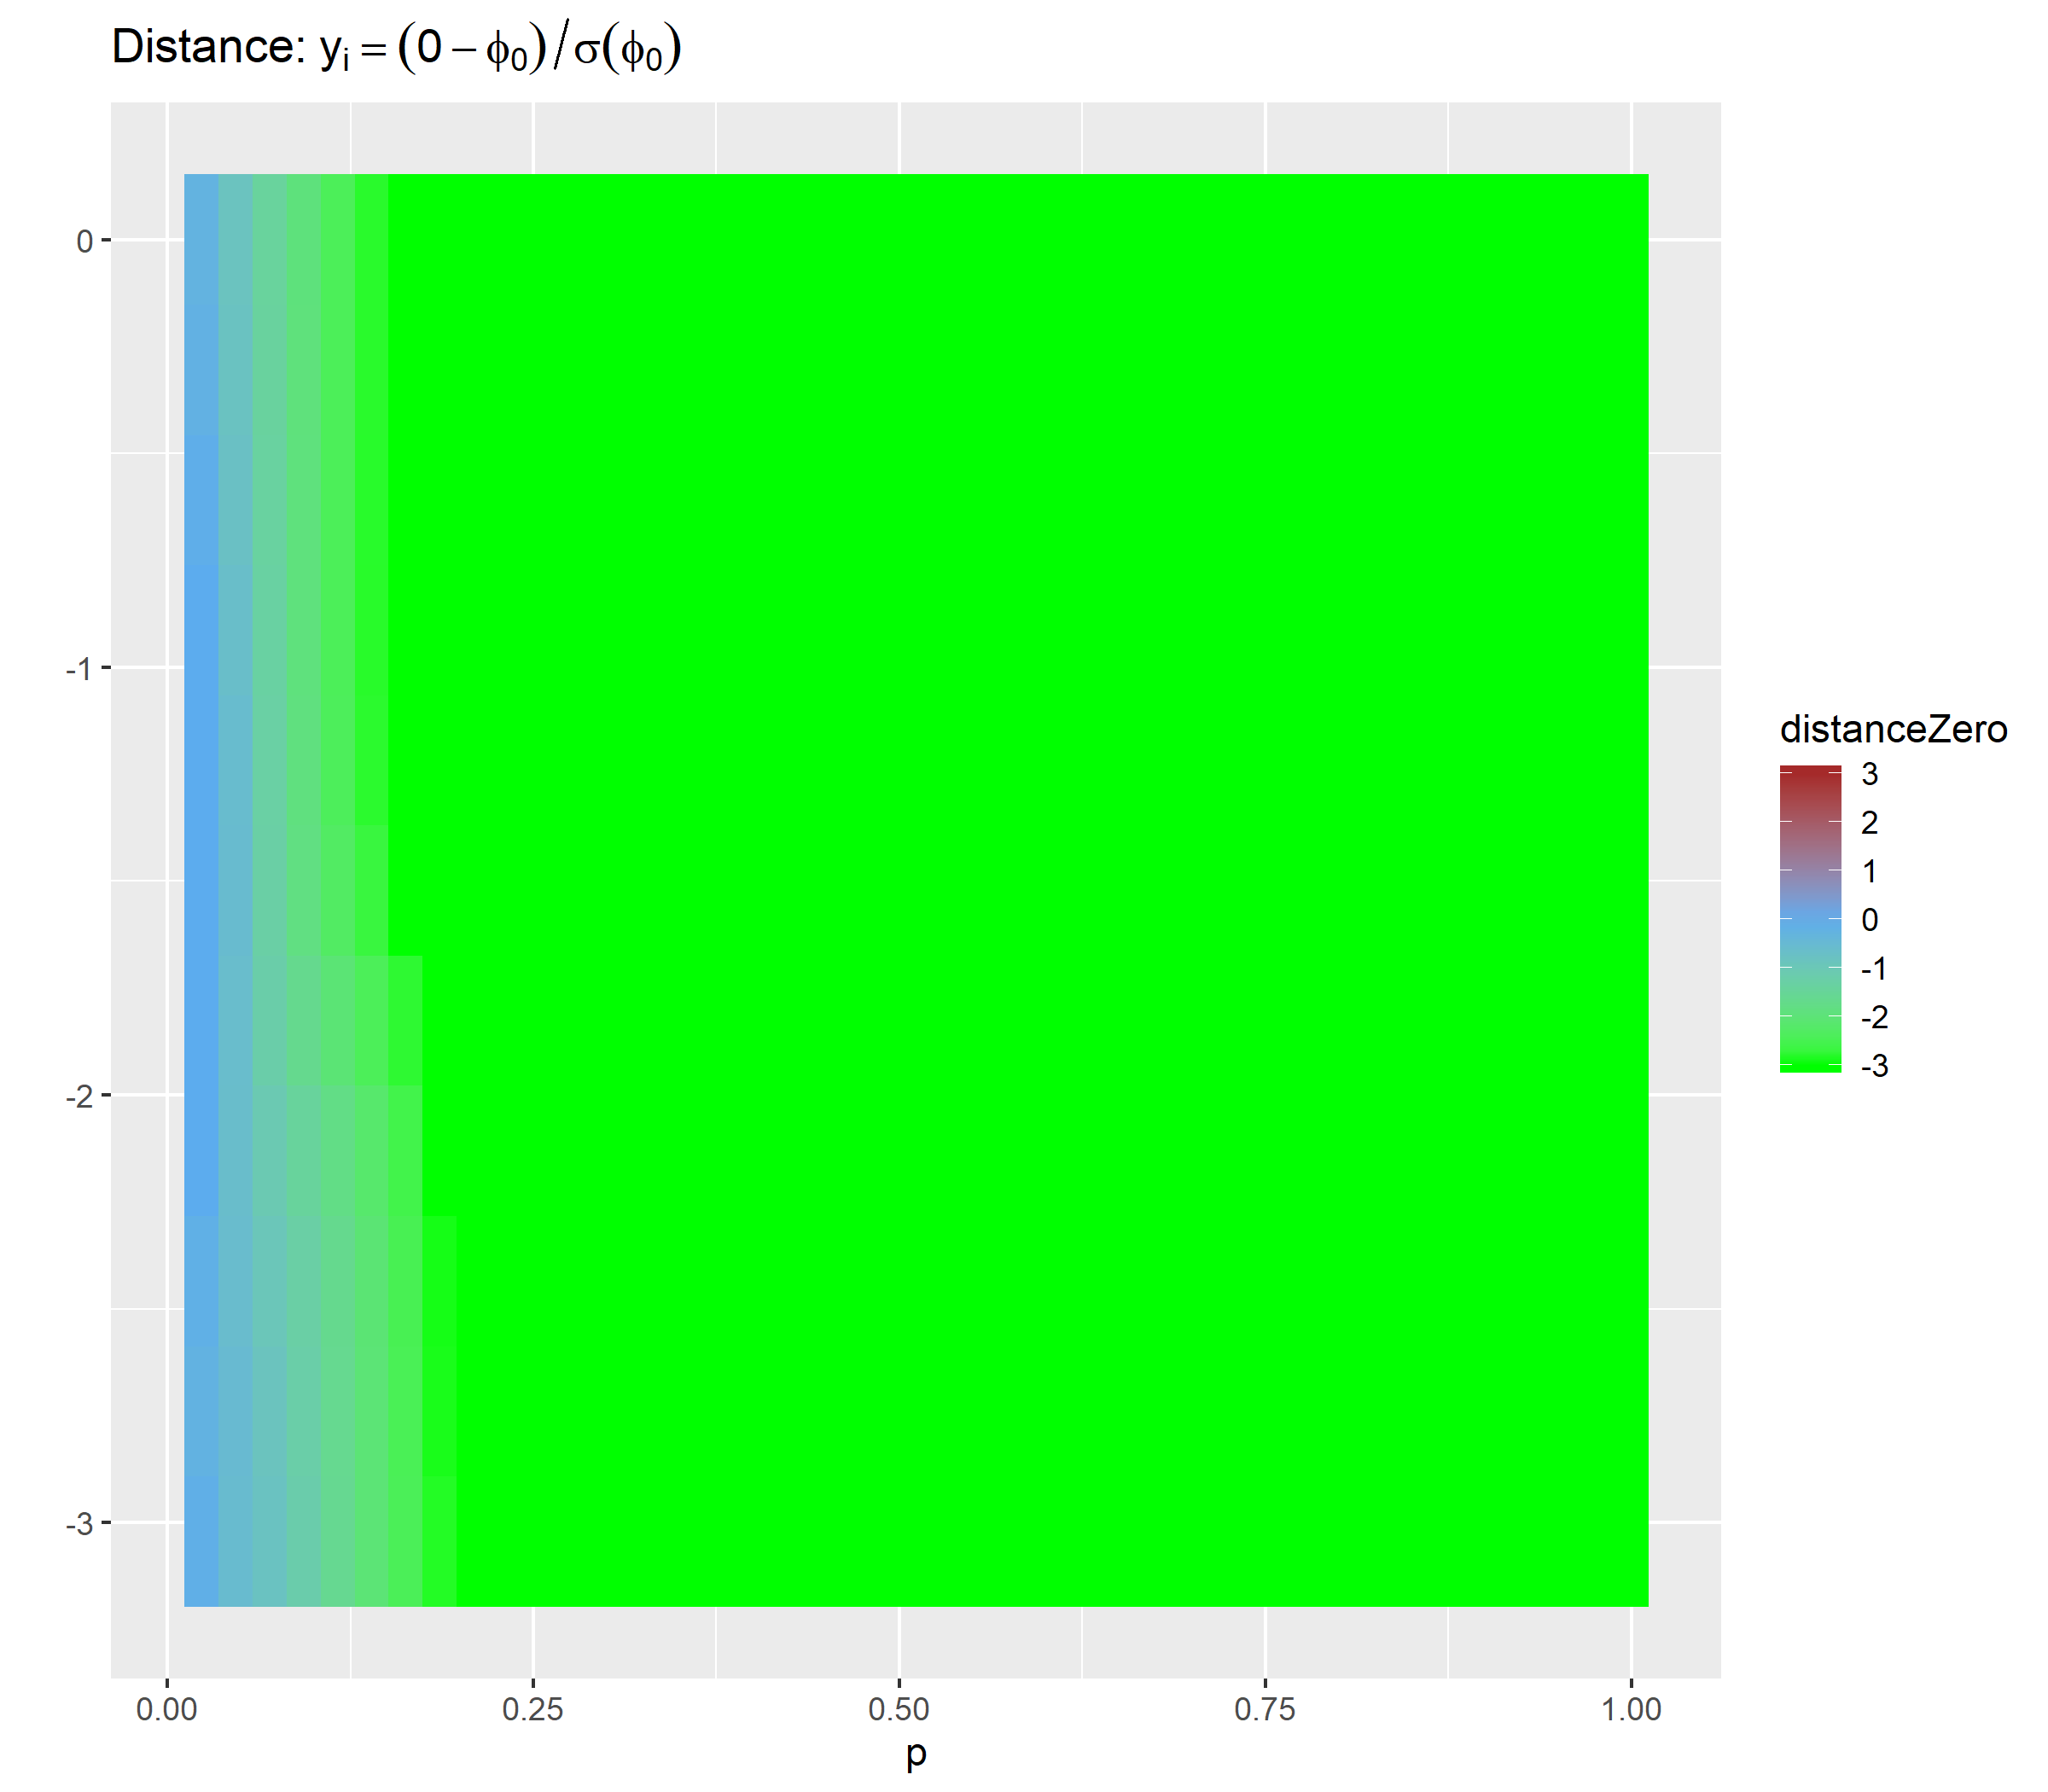 Distance: yᵢ = (0 − ϕ₀)/σ(ϕ₀)
0
-1
-2
-3
0.00 0.25 0.50 0.75 1.00
p
distanceZero
3
2
1
0
-1
-2
-3